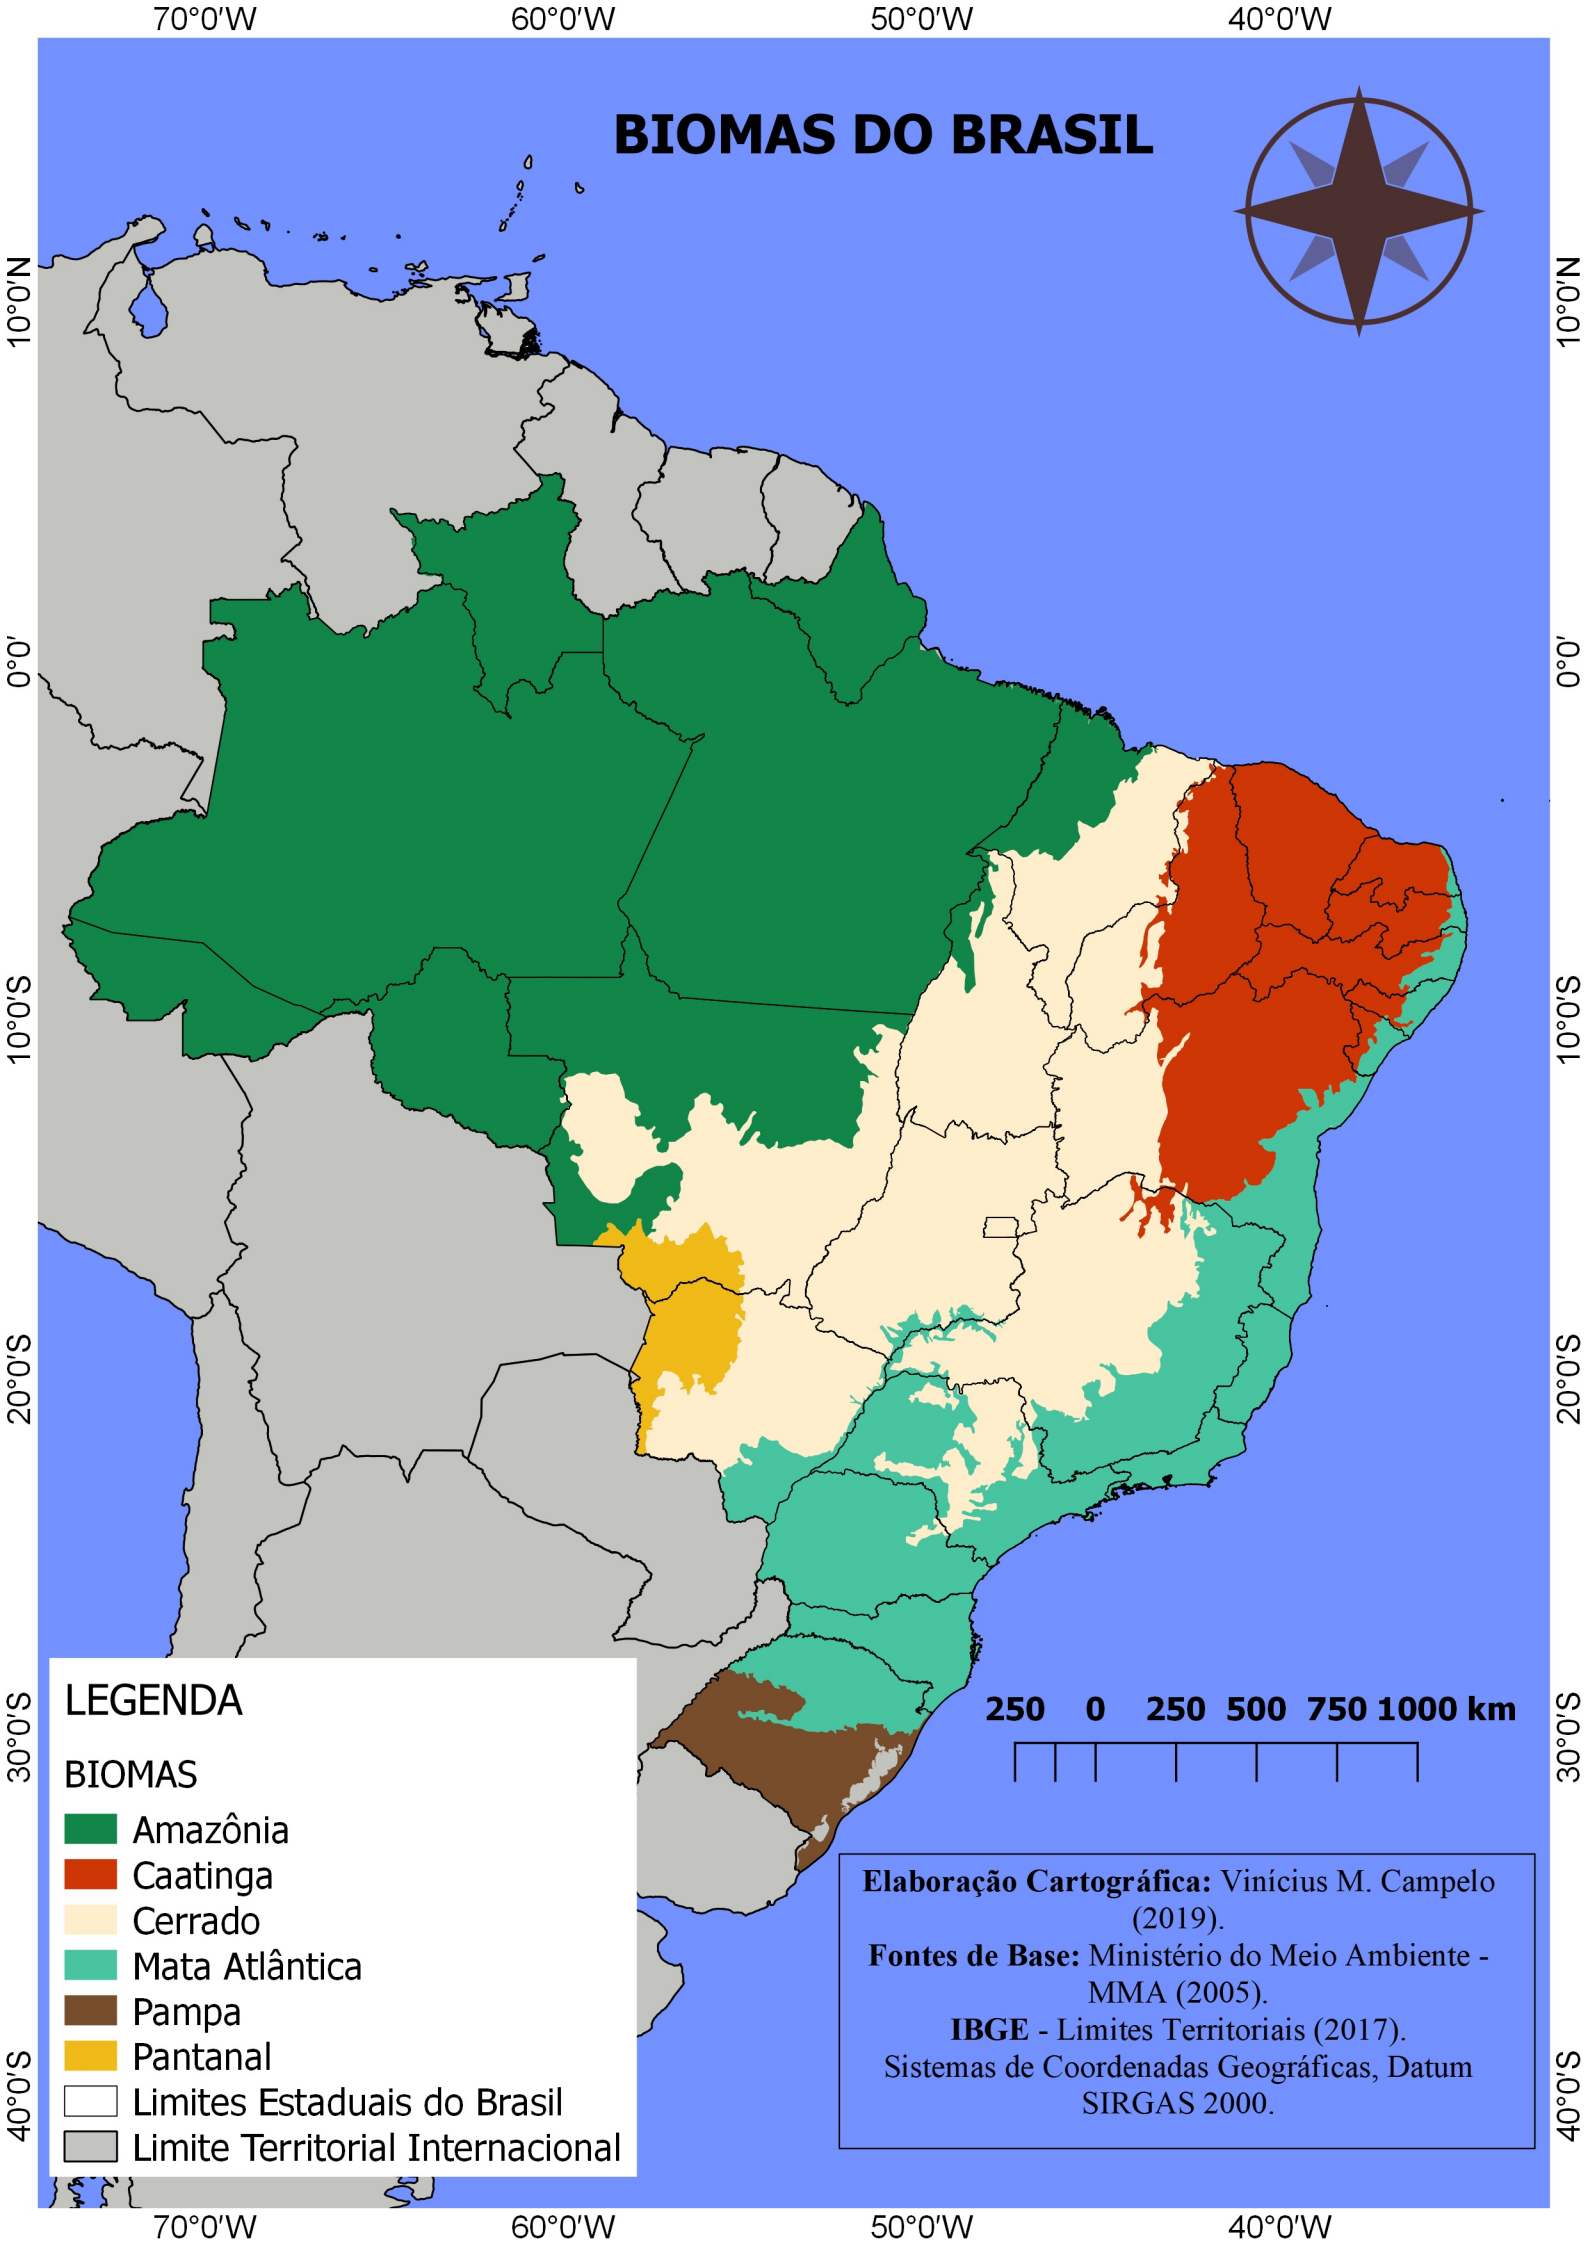 70°0′W 60°0′W 50°0′W 40°0′W
BIOMAS DO BRASIL
10°0′N 10°0′N
0°0′ 0°0′
10°0′S 10°0′S
20°0′S 20°0′S
30°0′S 30°0′S
40°0′S 40°0′S
LEGENDA
BIOMAS
Amazônia
Caatinga
Cerrado
Mata Atlântica
Pampa
Pantanal
Limites Estaduais do Brasil
Limite Territorial Internacional
250 0 250 500 750 1000 km
Elaboração Cartográfica: Vinícius M. Campelo
(2019).
Fontes de Base: Ministério do Meio Ambiente -
MMA (2005).
IBGE - Limites Territoriais (2017).
Sistemas de Coordenadas Geográficas, Datum
SIRGAS 2000.
70°0′W 60°0′W 50°0′W 40°0′W